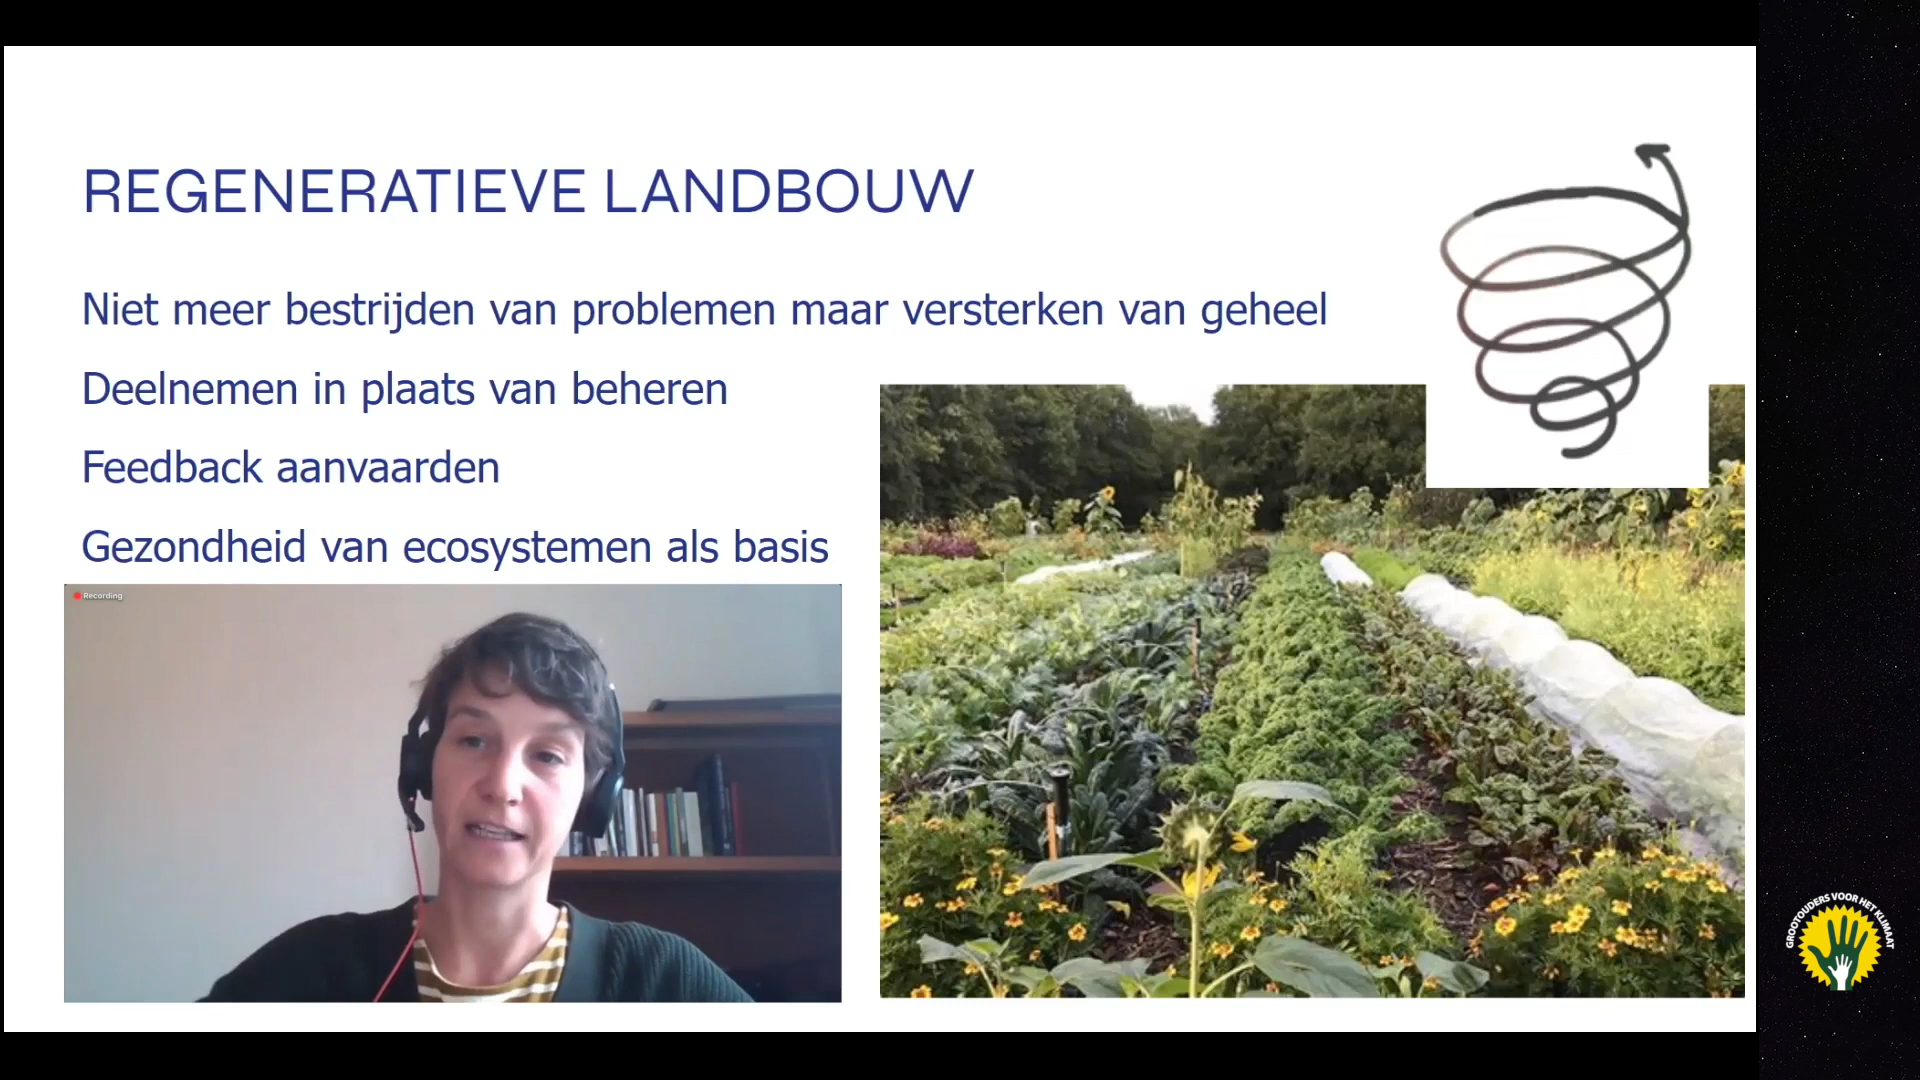 REGENERATIEVE LANDBOUW
Niet meer bestrijden van problemen maar versterken van geheel
Deelnemen in plaats van beheren
Feedback aanvaarden
Gezondheid van ecosystemen als basis
Recording
GROOTOUDERS VOOR HET KLIMAAT